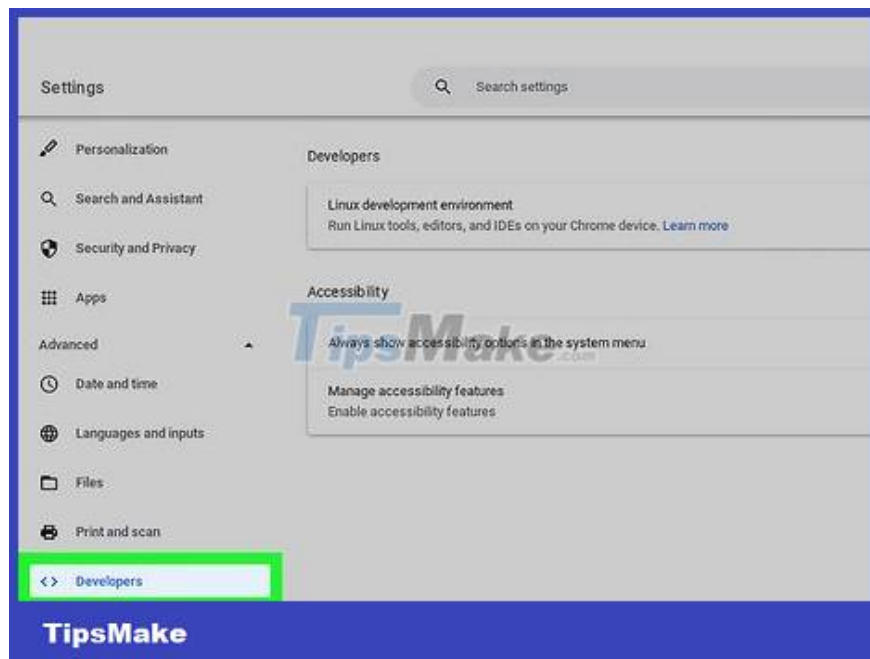 Settings
Search settings
Personalization
Search and Assistant
Security and Privacy
Apps
Advanced
Date and time
Languages and inputs
Files
Print and scan
Developers
Developers
Linux development environment
Run Linux tools, editors, and IDEs on your Chrome device. Learn more
Accessibility
Always show accessibility options in the system menu
Manage accessibility features
Enable accessibility features
TipsMake.com
TipsMake